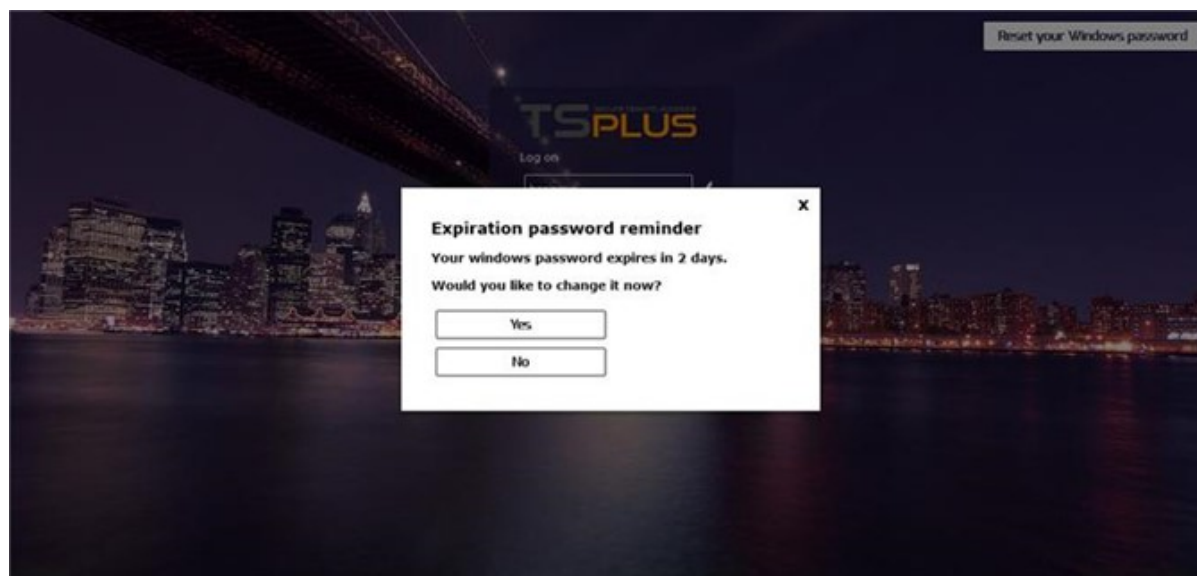 Reset your Windows password
TSPLUS
Log on
Expiration password reminder
x
Your windows password expires in 2 days.
Would you like to change it now?
Yes
No